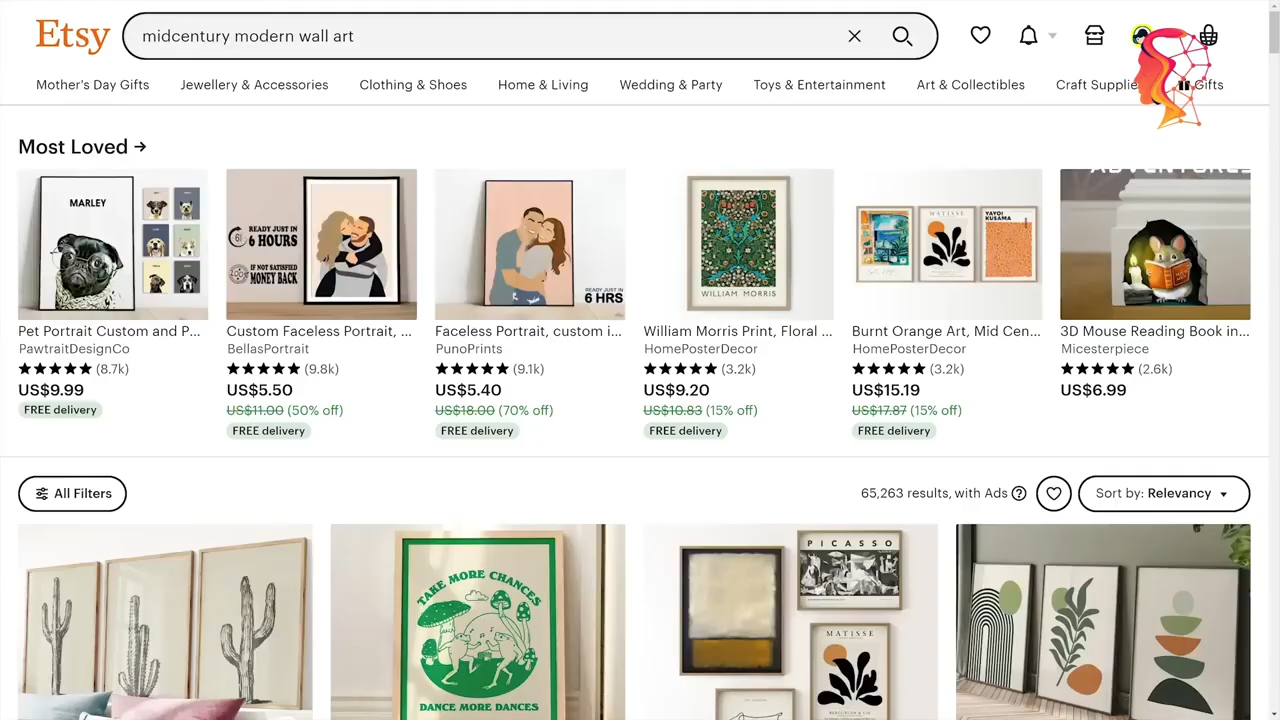 Etsy
midcentury modern wall art
Mother's Day Gifts
Jewellery & Accessories
Clothing & Shoes
Home & Living
Wedding & Party
Toys & Entertainment
Art & Collectibles
Craft Supplie
Gifts
Most Loved →
MARLEY
READY JUST IN
6 HOURS
IF NOT SATISFIED
MONEY BACK
READY JUST IN
6 HRS
WILLIAM MORRIS
MATISSE
YAYOI
KUSAMA
ADVENTURES
Pet Portrait Custom and P...
PawtraitDesignCo
(8.7k)
US$9.99
FREE delivery
Custom Faceless Portrait, ...
BellasPortrait
(9.8k)
US$5.50
US$11.00 (50% off)
FREE delivery
Faceless Portrait, custom i...
PunoPrints
(9.1k)
US$5.40
US$18.00 (70% off)
FREE delivery
William Morris Print, Floral ...
HomePosterDecor
(3.2k)
US$9.20
US$10.83 (15% off)
FREE delivery
Burnt Orange Art, Mid Cen...
HomePosterDecor
(3.2k)
US$15.19
US$17.87 (15% off)
FREE delivery
3D Mouse Reading Book in...
Micesterpiece
(2.6k)
US$6.99
All Filters
65,263 results, with Ads
Sort by: Relevancy
TAKE MORE CHANCES
DANCE MORE DANCES
PICASSO
MATISSE